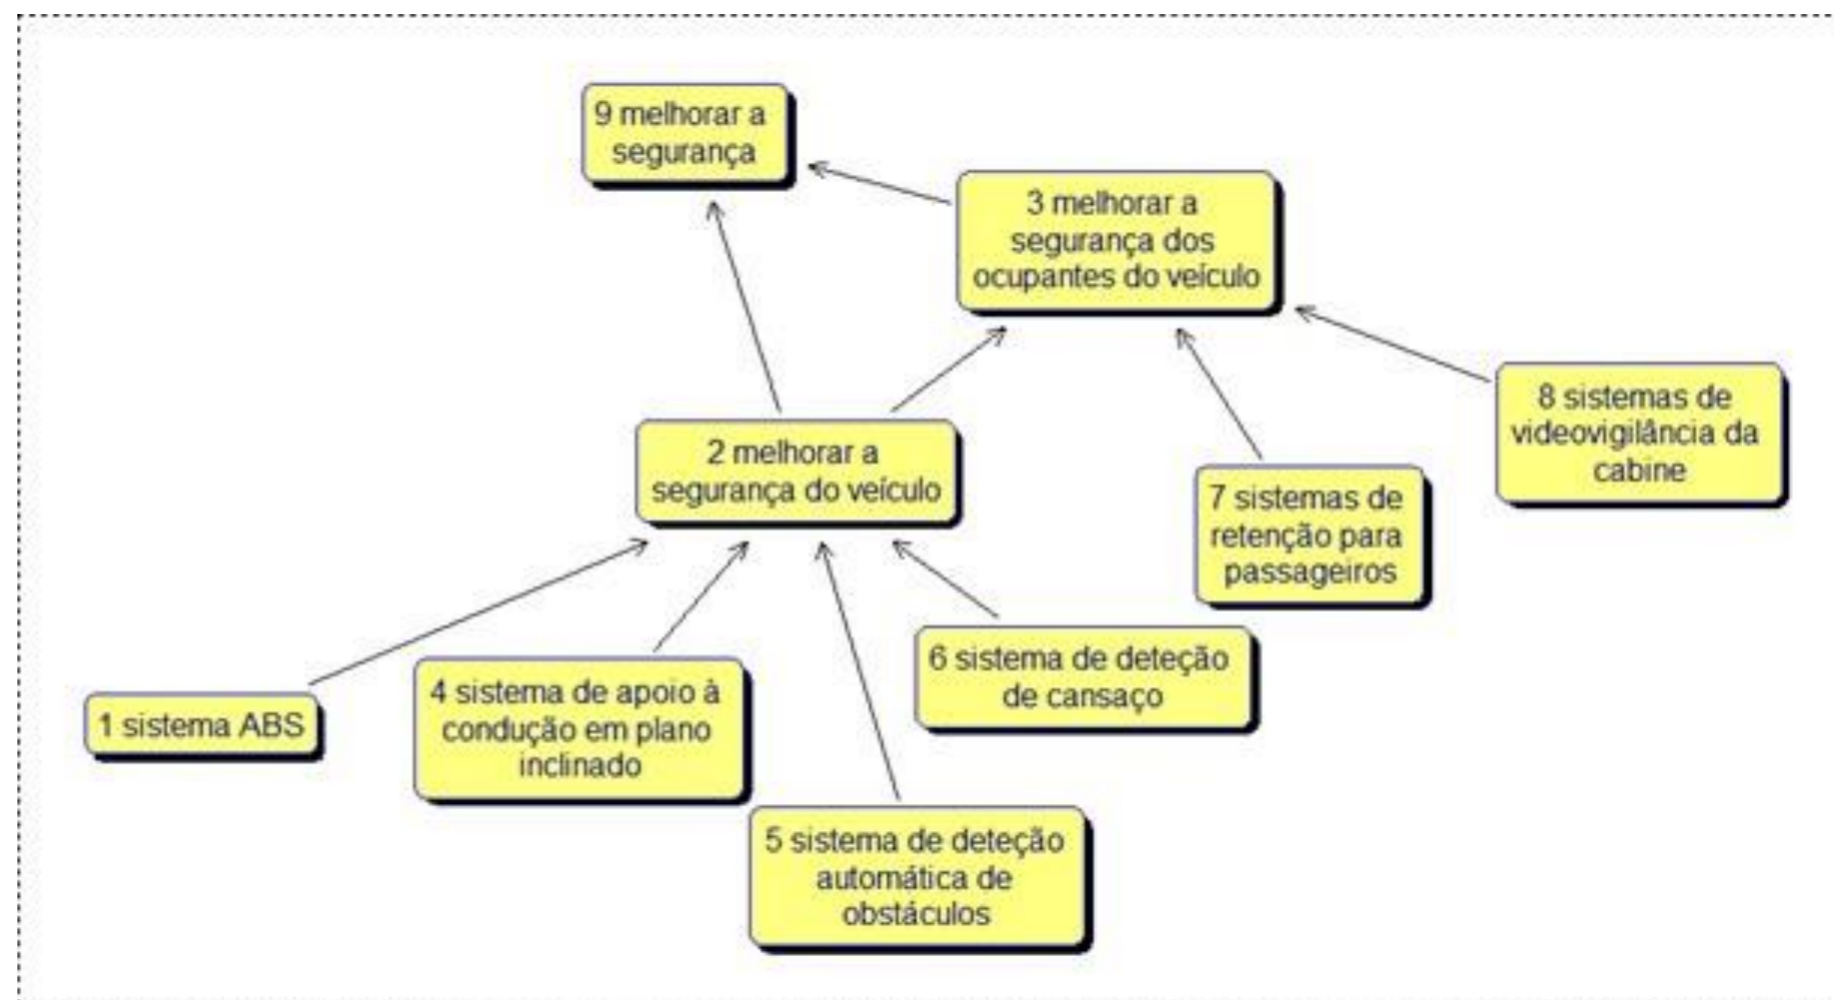 9 melhorar a
segurança
3 melhorar a
segurança dos
ocupantes do veículo
8 sistemas de
videovigilância da
cabine
2 melhorar a
segurança do veículo
7 sistemas de
retenção para
passageiros
6 sistema de deteção
de cansaço
4 sistema de apoio à
condução em plano
inclinado
1 sistema ABS
5 sistema de deteção
automática de
obstáculos